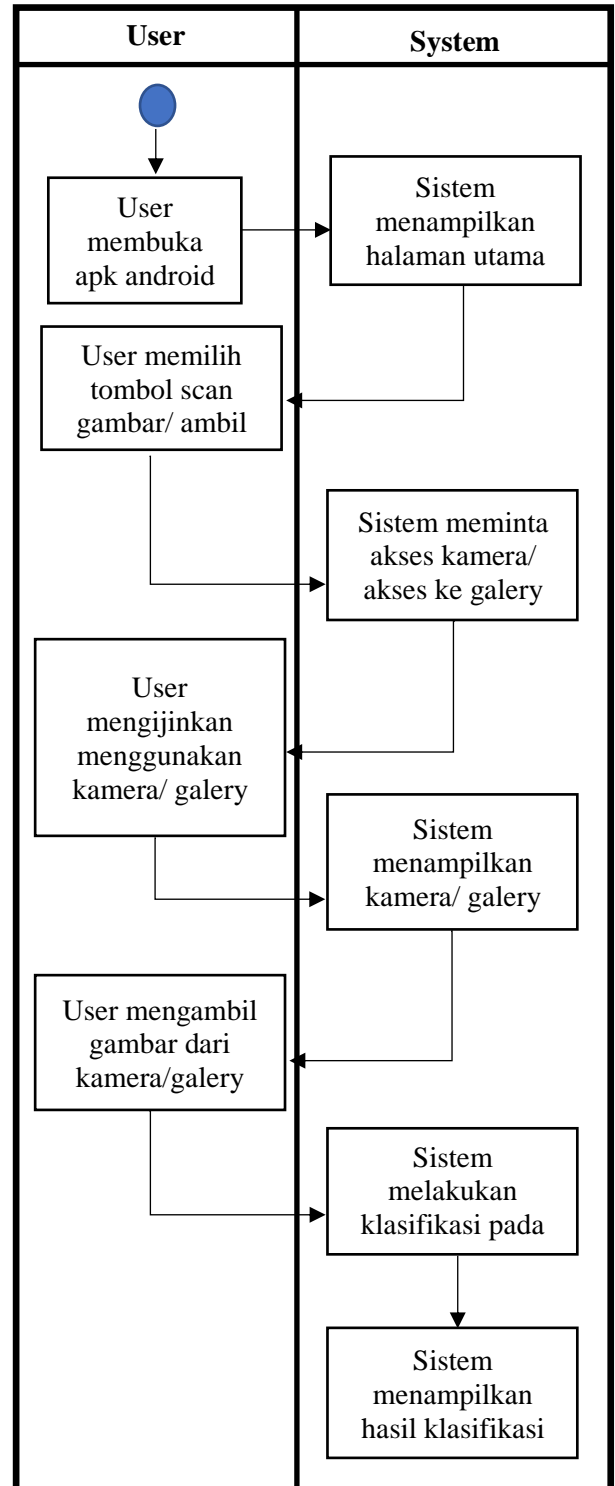 User
System
User
membuka
apk android
Sistem
menampilkan
halaman utama
User memilih
tombol scan
gambar/ ambil
Sistem meminta
akses kamera/
akses ke galery
User
mengijinkan
menggunakan
kamera/ galery
Sistem
menampilkan
kamera/ galery
User mengambil
gambar dari
kamera/galery
Sistem
melakukan
klasifikasi pada
Sistem
menampilkan
hasil klasifikasi